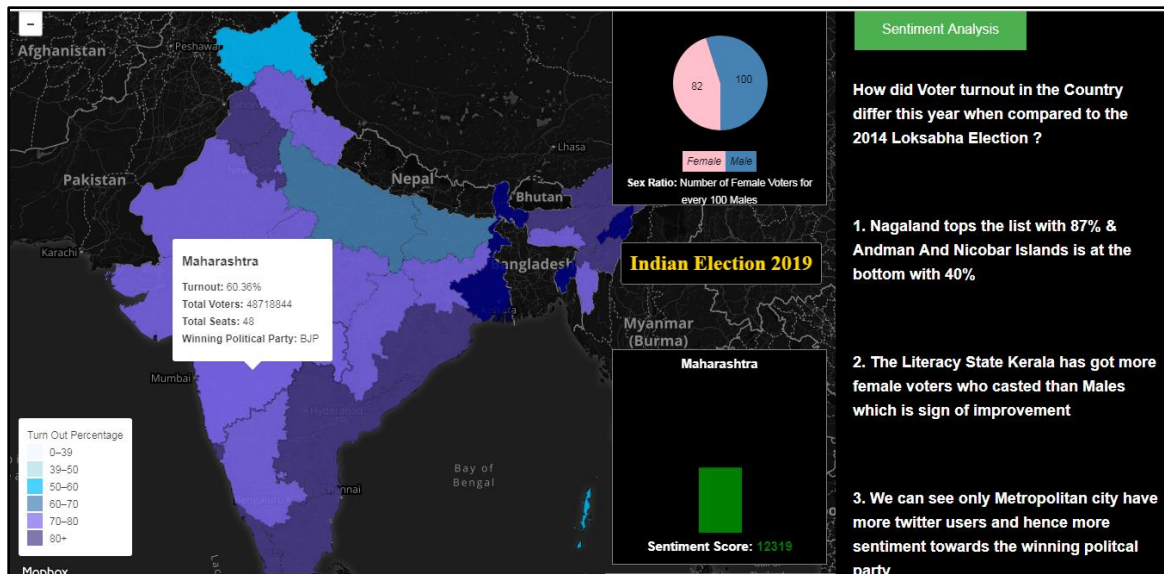 −
Afghanistan
Peshawar
Lahore
Lhasa
Pakistan
Nepal
Bhutan
Karachi
Bangladesh
Kolkata
Myanmar
(Burma)
Mumbai
Hyderabad
Bay of
Bengal
Bengaluru
Chennai
Maharashtra
Turnout: 60.36%
Total Voters: 48718844
Total Seats: 48
Winning Political Party: BJP
Turn Out Percentage
0–39
39–50
50–60
60–70
70–80
80+
Mapbox
82
100
Female Male
Sex Ratio: Number of Female Voters for
every 100 Males
Indian Election 2019
Maharashtra
Sentiment Score: 12319
Sentiment Analysis
How did Voter turnout in the Country
differ this year when compared to the
2014 Loksabha Election ?
1. Nagaland tops the list with 87% &
Andman And Nicobar Islands is at the
bottom with 40%
2. The Literacy State Kerala has got more
female voters who casted than Males
which is sign of improvement
3. We can see only Metropolitan city have
more twitter users and hence more
sentiment towards the winning politcal
party